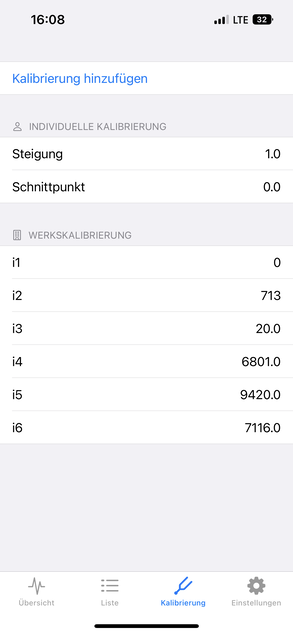 16:08 LTE 32
Kalibrierung hinzufügen
INDIVIDUELLE KALIBRIERUNG
Steigung 1.0
Schnittpunkt 0.0
WERKSKALIBRIERUNG
i1 0
i2 713
i3 20.0
i4 6801.0
i5 9420.0
i6 7116.0
Übersicht Liste Kalibrierung Einstellungen